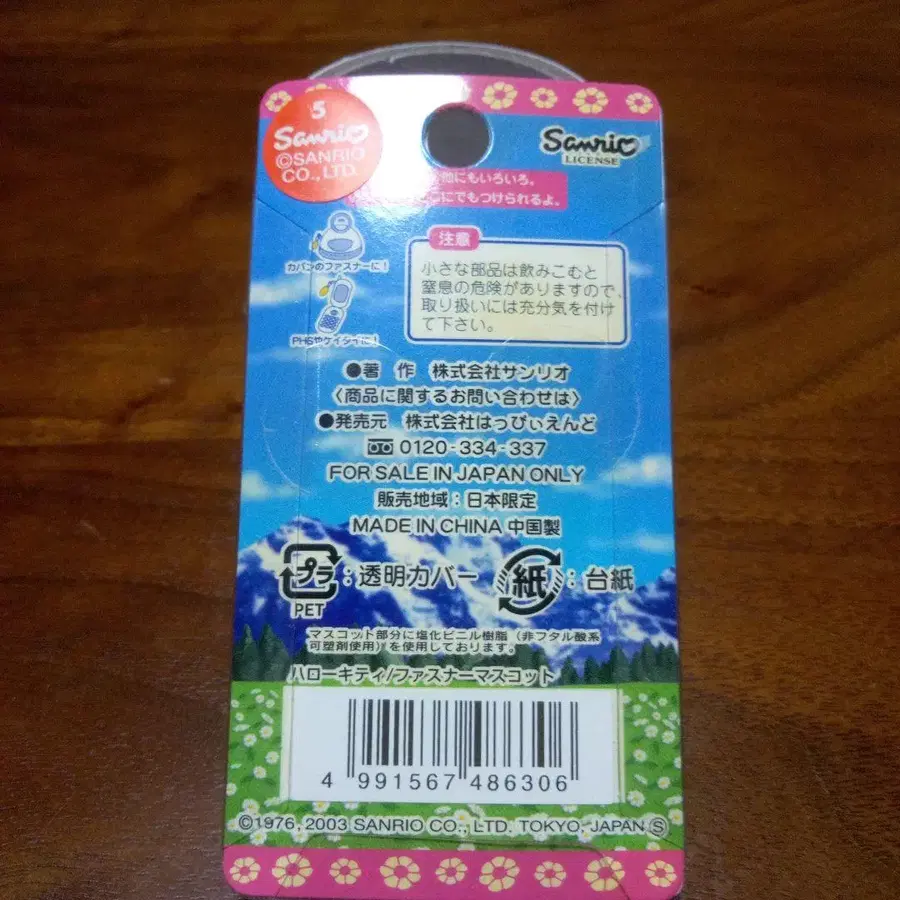 5
Sanrio
©SANRIO
CO., LTD.
Sanrio
LICENSE
他にもいろいろ。
にでもつけられるよ。
カバンのファスナーに!
PHSやケイタイに!
注意
小さな部品は飲みこむと
窒息の危険がありますので、
取り扱いには充分気を付け
て下さい。
●著 作 株式会社サンリオ
〈商品に関するお問い合わせは〉
●発売元 株式会社はっぴぃえんど
0120-334-337
FOR SALE IN JAPAN ONLY
販売地域:日本限定
MADE IN CHINA 中国製
プラ:透明カバー
PET
紙:台紙
マスコット部分に塩化ビニル樹脂(非フタル酸系
可塑剤使用)を使用しております。
ハローキティ/ファスナーマスコット
4 991567 486306
©1976, 2003 SANRIO CO., LTD. TOKYO, JAPAN Ⓢ